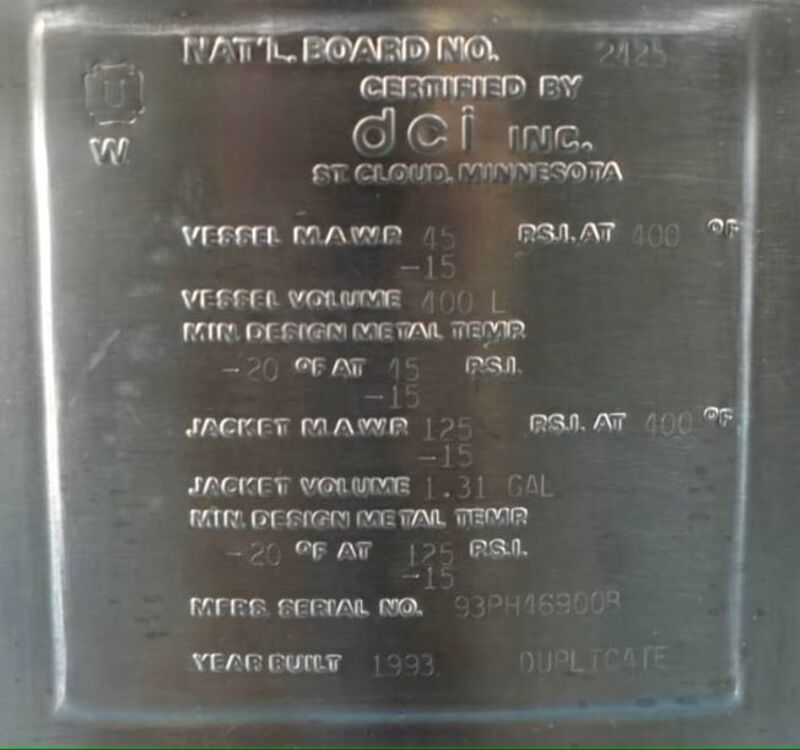 NAT'L. BOARD NO. 2425
U
CERTIFIED BY
W
dci INC.
ST. CLOUD, MINNESOTA
VESSEL M.A.W.P. 45 P.S.I. AT 400 °F
-15
VESSEL VOLUME 400 L
MIN. DESIGN METAL TEMP.
-20 °F AT 45 P.S.I.
-15
JACKET M.A.W.P. 125 P.S.I. AT 400 °F
-15
JACKET VOLUME 1.31 GAL
MIN. DESIGN METAL TEMP.
-20 °F AT 125 P.S.I.
-15
MFRS. SERIAL NO. 93PH46900B
YEAR BUILT 1993 DUPLICATE